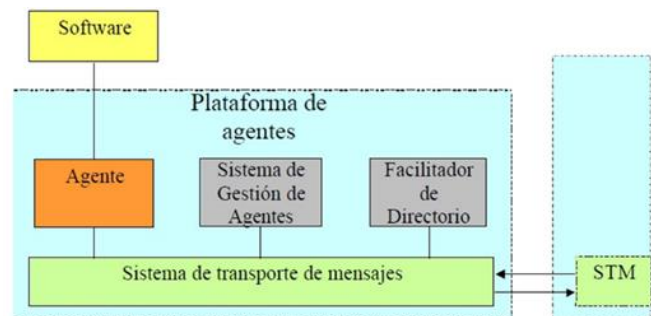 Software
Plataforma de
agentes
Agente
Sistema de
Gestión de
Agentes
Facilitador
de
Directorio
Sistema de transporte de mensajes
STM